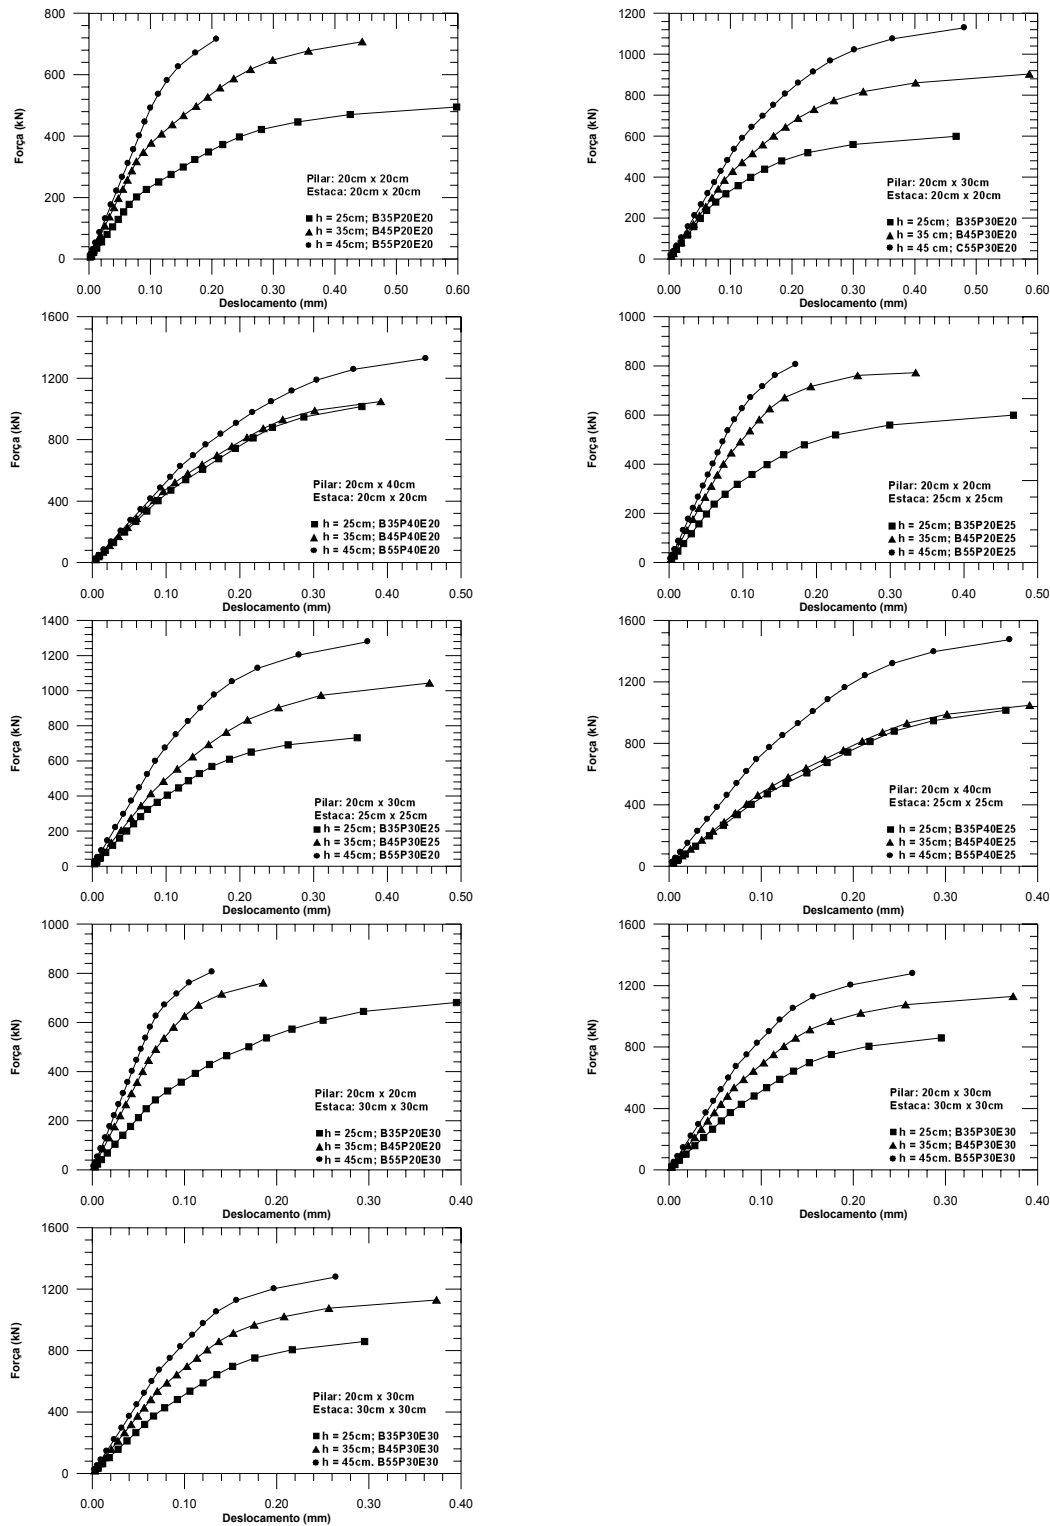 800
600
400
200
0
Força (kN)
Pilar: 20cm x 20cm
Estaca: 20cm x 20cm
h = 25cm; B35P20E20
h = 35cm; B45P20E20
h = 45cm; B55P20E20
0.00 0.10 0.20 0.30 0.40 0.50 0.60
Deslocamento (mm)
1200
1000
800
600
400
200
0
Força (kN)
Pilar: 20cm x 30cm
Estaca: 20cm x 20cm
h = 25cm; B35P30E20
h = 35 cm; B45P30E20
h = 45 cm; C55P30E20
0.00 0.10 0.20 0.30 0.40 0.50 0.60
Deslocamento (mm)
1600
1200
800
400
0
Força (kN)
Pilar: 20cm x 40cm
Estaca: 20cm x 20cm
h = 25cm; B35P40E20
h = 35cm; B45P40E20
h = 45cm; B55P40E20
0.00 0.10 0.20 0.30 0.40 0.50
Deslocamento (mm)
1000
800
600
400
200
0
Força (kN)
Pilar: 20cm x 20cm
Estaca: 25cm x 25cm
h = 25cm; B35P20E25
h = 35cm; B45P20E25
h = 45cm; B55P20E25
0.00 0.10 0.20 0.30 0.40 0.50
Deslocamento (mm)
1400
1200
1000
800
600
400
200
0
Força (kN)
Pilar: 20cm x 30cm
Estaca: 25cm x 25cm
h = 25cm; B35P30E25
h = 35cm; B45P30E25
h = 45cm; B55P30E20
0.00 0.10 0.20 0.30 0.40 0.50
Deslocamento (mm)
1600
1200
800
400
0
Força (kN)
Pilar: 20cm x 40cm
Estaca: 25cm x 25cm
h = 25cm; B35P40E25
h = 35cm; B45P40E25
h = 45cm; B55P40E25
0.00 0.10 0.20 0.30 0.40
Deslocamento (mm)
1000
800
600
400
200
0
Força (kN)
Pilar: 20cm x 20cm
Estaca: 30cm x 30cm
h = 25cm; B35P20E30
h = 35cm; B45P20E20
h = 45cm; B55P20E30
0.00 0.10 0.20 0.30 0.40
Deslocamento (mm)
1600
1200
800
400
0
Força (kN)
Pilar: 20cm x 30cm
Estaca: 30cm x 30cm
h = 25cm; B35P30E30
h = 35cm; B45P30E30
h = 45cm. B55P30E30
0.00 0.10 0.20 0.30 0.40
Deslocamento (mm)
1600
1200
800
400
0
Força (kN)
Pilar: 20cm x 30cm
Estaca: 30cm x 30cm
h = 25cm; B35P30E30
h = 35cm; B45P30E30
h = 45cm. B55P30E30
0.00 0.10 0.20 0.30 0.40
Deslocamento (mm)